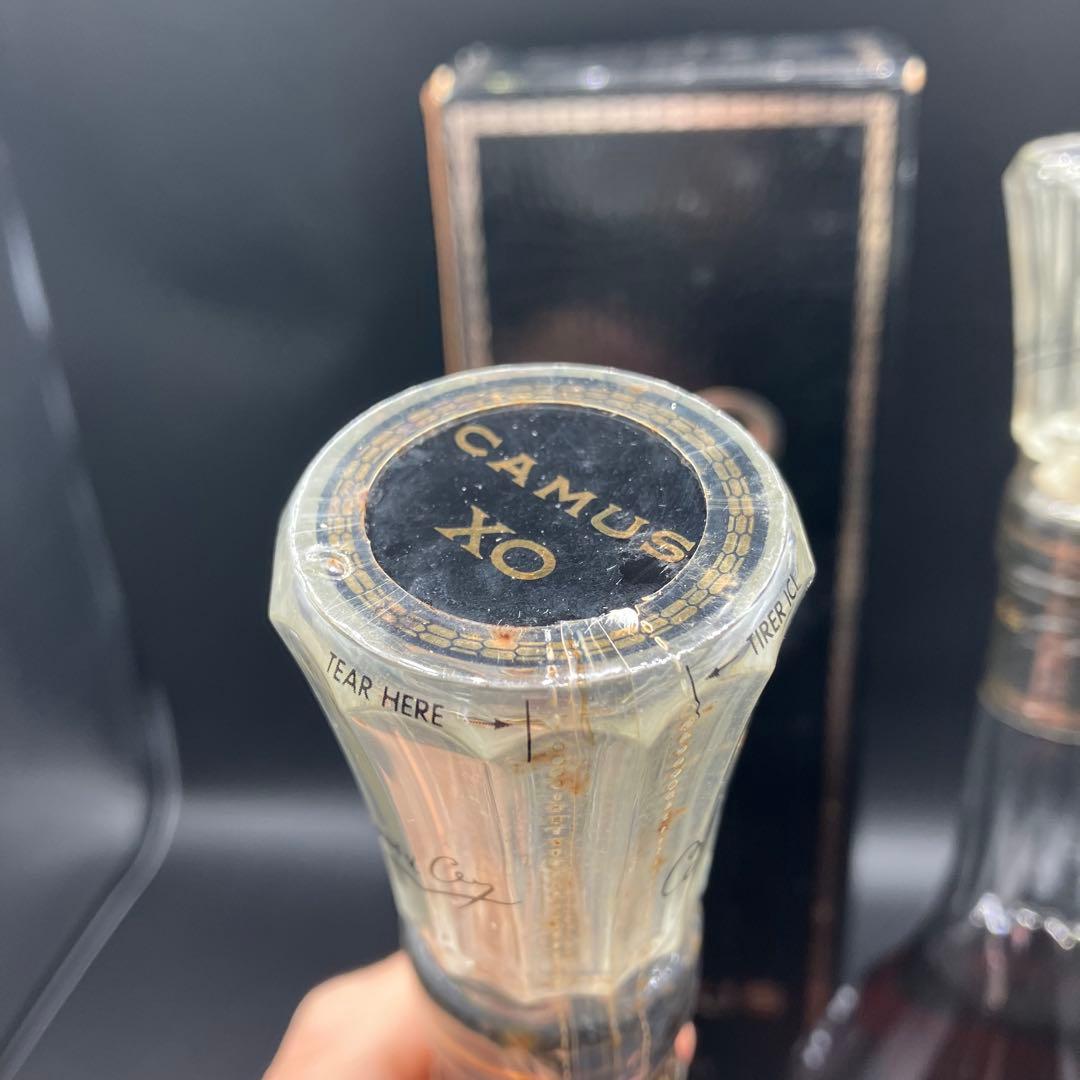 CAMUS
XO
TEAR HERE
TIRER ICI